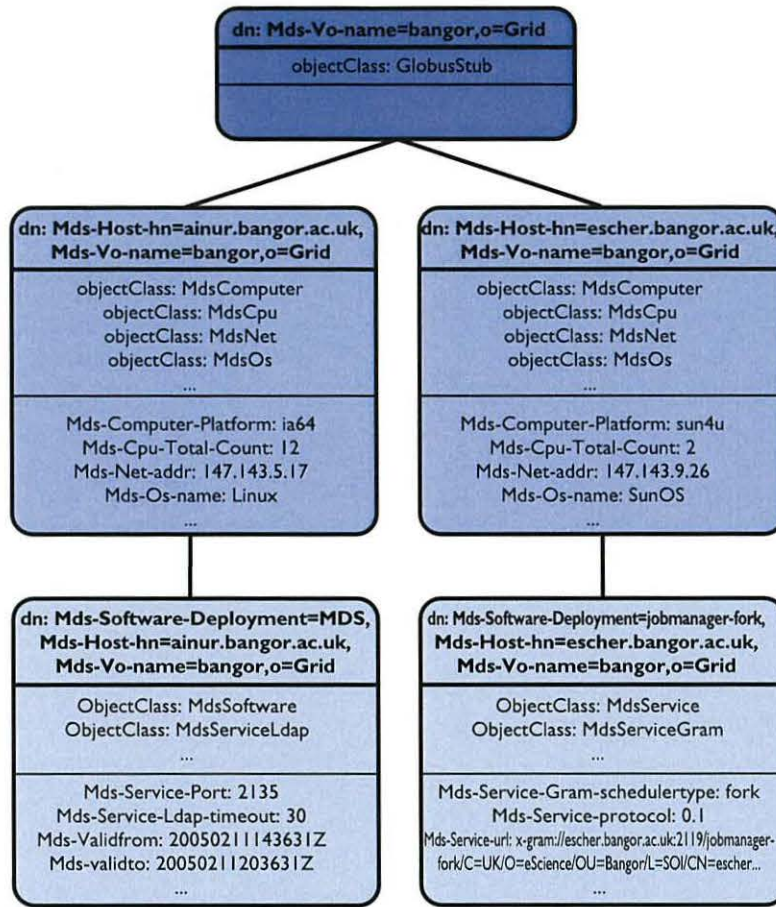 dn: Mds-Vo-name=bangor,o=Grid
objectClass: GlobusStub
dn: Mds-Host-hn=ainur.bangor.ac.uk,
Mds-Vo-name=bangor,o=Grid
objectClass: MdsComputer
objectClass: MdsCpu
objectClass: MdsNet
objectClass: MdsOs
...
Mds-Computer-Platform: ia64
Mds-Cpu-Total-Count: 12
Mds-Net-addr: 147.143.5.17
Mds-Os-name: Linux
...
dn: Mds-Host-hn=escher.bangor.ac.uk,
Mds-Vo-name=bangor,o=Grid
objectClass: MdsComputer
objectClass: MdsCpu
objectClass: MdsNet
objectClass: MdsOs
...
Mds-Computer-Platform: sun4u
Mds-Cpu-Total-Count: 2
Mds-Net-addr: 147.143.9.26
Mds-Os-name: SunOS
...
dn: Mds-Software-Deployment=MDS,
Mds-Host-hn=ainur.bangor.ac.uk,
Mds-Vo-name=bangor,o=Grid
ObjectClass: MdsSoftware
ObjectClass: MdsServiceLdap
...
Mds-Service-Port: 2135
Mds-Service-Ldap-timeout: 30
Mds-Validfrom: 20050211143631Z
Mds-validto: 20050211203631Z
...
dn: Mds-Software-Deployment=jobmanager-fork,
Mds-Host-hn=escher.bangor.ac.uk,
Mds-Vo-name=bangor,o=Grid
ObjectClass: MdsService
ObjectClass: MdsServiceGram
...
Mds-Service-Gram-schedulertype: fork
Mds-Service-protocol: 0.1
Mds-Service-url: x-gram://escher.bangor.ac.uk:2119/jobmanager-
fork/C=UK/O=eScience/OU=Bangor/L=SOI/CN=escher...
...